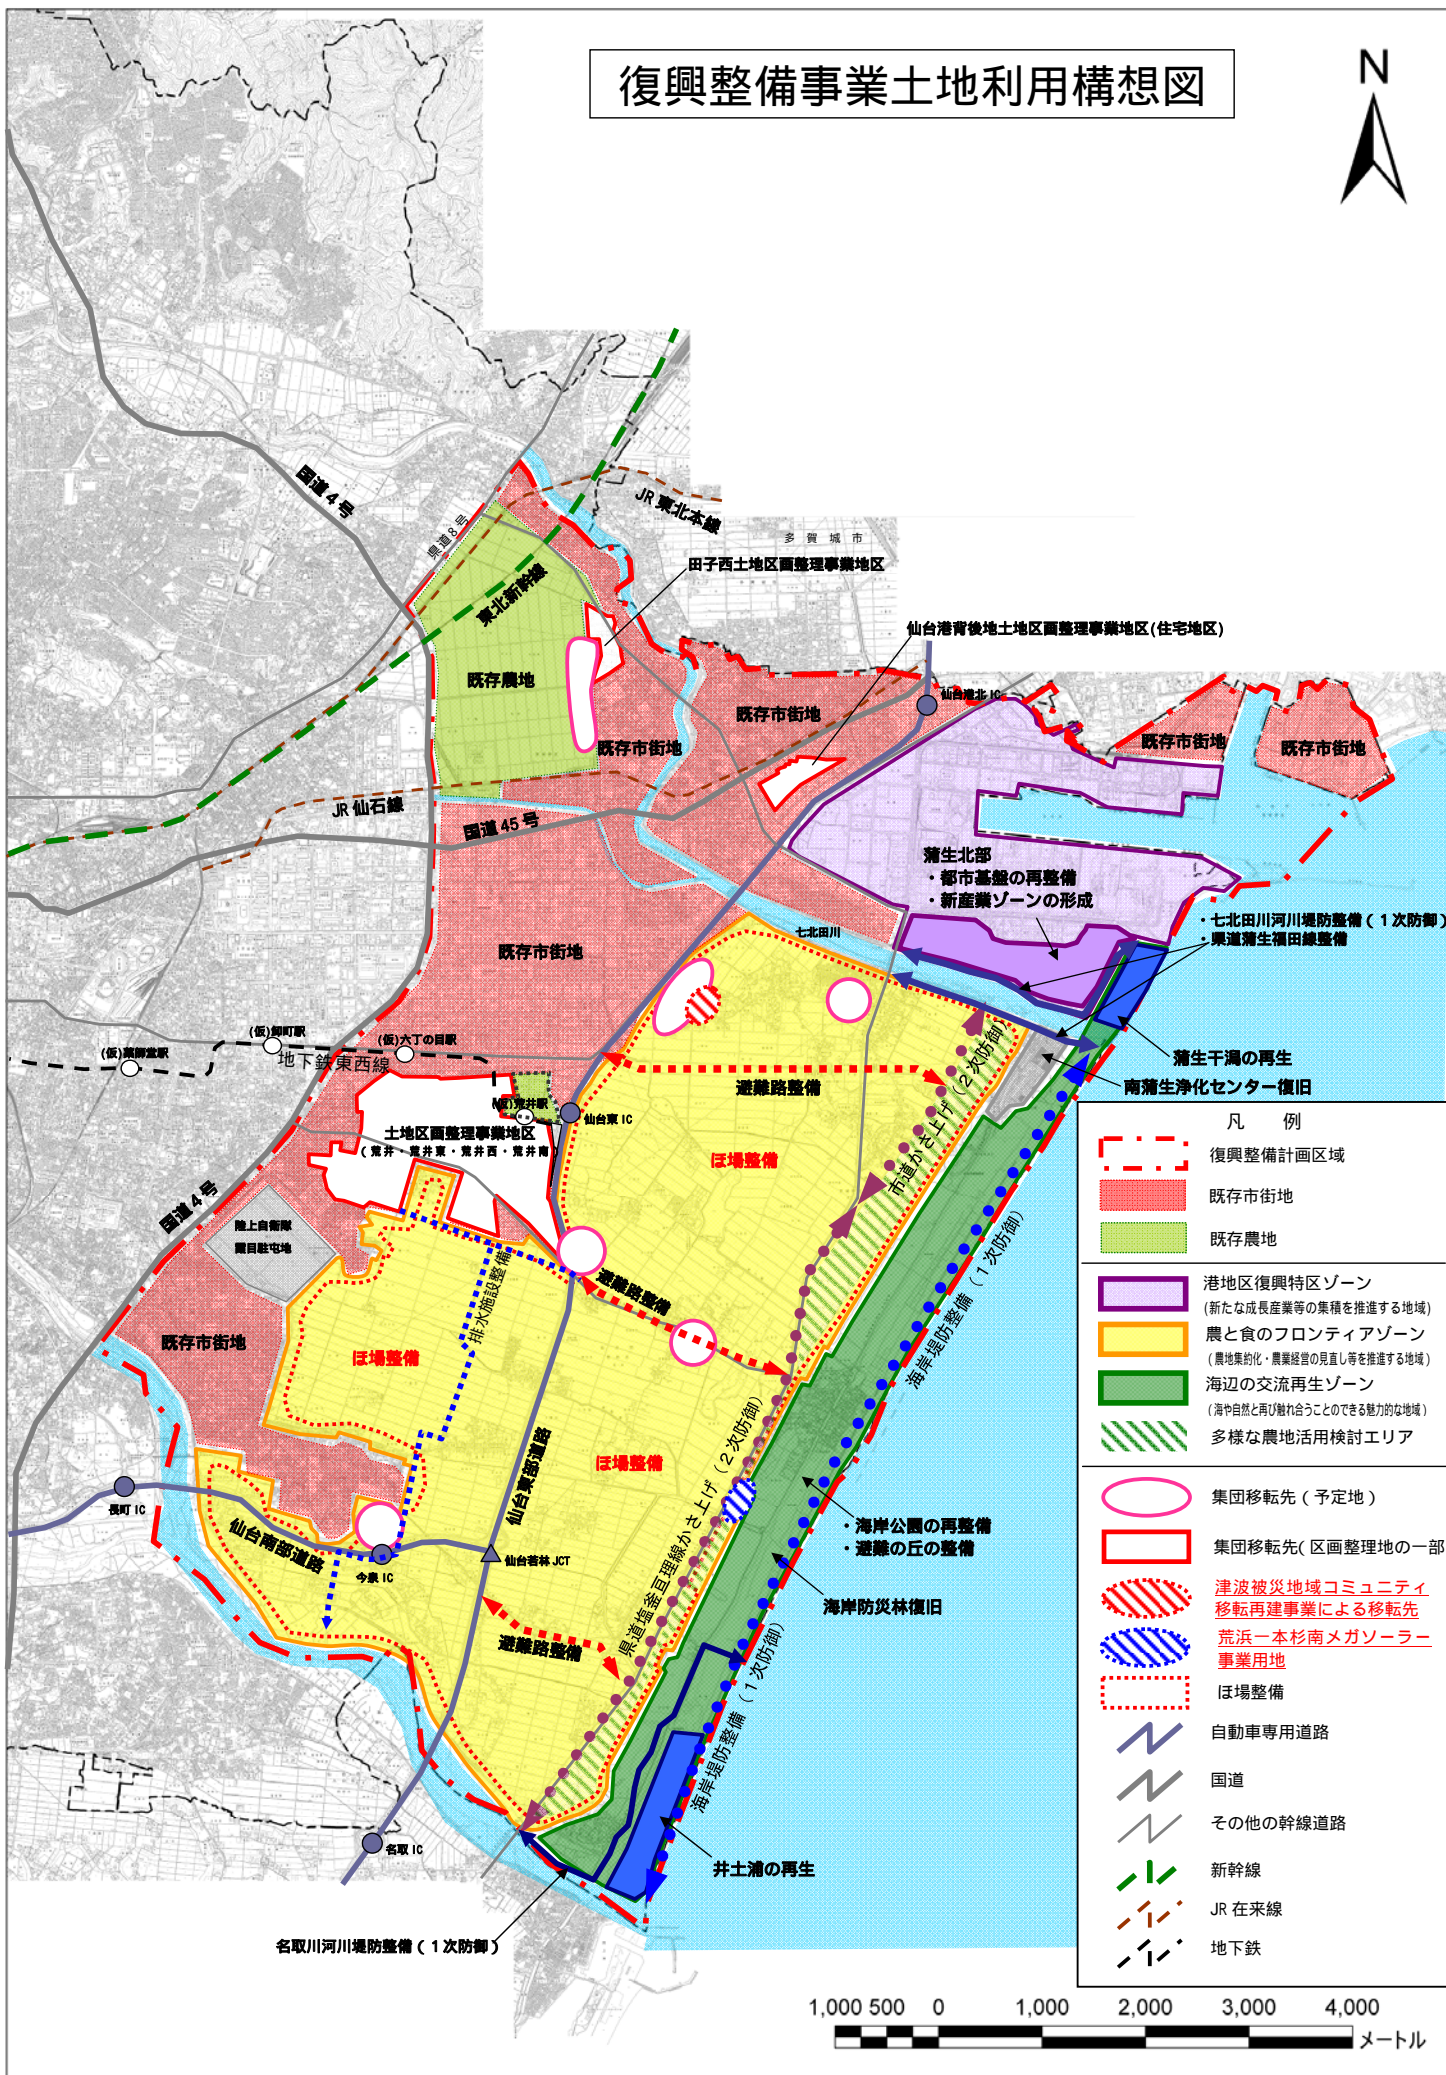 復興整備事業土地利用構想図
N
国道4号
県道8号
JR東北本線
多賀城市
田子西土地区画整理事業地区
東北新幹線
仙台港背後地土地区画整理事業地区(住宅地区)
既存農地
仙台港北IC
既存市街地
既存市街地
既存市街地
既存市街地
JR仙石線
国道45号
蒲生北部
・都市基盤の再整備
・新産業ゾーンの形成
・七北田川河川堤防整備(1次防御)
・県道蒲生福田線整備
七北田川
既存市街地
(仮)卸町駅
(仮)六丁の目駅
(仮)薬師堂駅
地下鉄東西線
蒲生干潟の再生
南蒲生浄化センター復旧
避難路整備
市道かさ上げ(2次防御)
(仮)荒井駅
仙台東IC
土地区画整理事業地区
(荒井・荒井東・荒井西・荒井南)
ほ場整備
国道4号
陸上自衛隊
霞目駐屯地
排水施設整備
避難路整備
海岸堤防整備(1次防御)
既存市街地
ほ場整備
ほ場整備
仙台東部道路
県道塩釜亘理線かさ上げ(2次防御)
長町IC
仙台南部道路
今泉IC
仙台若林JCT
・海岸公園の再整備
・避難の丘の整備
海岸防災林復旧
避難路整備
海岸堤防整備(1次防御)
名取IC
井土浦の再生
名取川河川堤防整備(1次防御)
凡例
復興整備計画区域
既存市街地
既存農地
港地区復興特区ゾーン
(新たな成長産業等の集積を推進する地域)
農と食のフロンティアゾーン
(農地集約化・農業経営の見直し等を推進する地域)
海辺の交流再生ゾーン
(海や自然と再び触れ合うことのできる魅力的な地域)
多様な農地活用検討エリア
集団移転先(予定地)
集団移転先(区画整理地の一部
津波被災地域コミュニティ
移転再建事業による移転先
荒浜一本杉南メガソーラー
事業用地
ほ場整備
自動車専用道路
国道
その他の幹線道路
新幹線
JR在来線
地下鉄
1,000 500 0 1,000 2,000 3,000 4,000
メートル